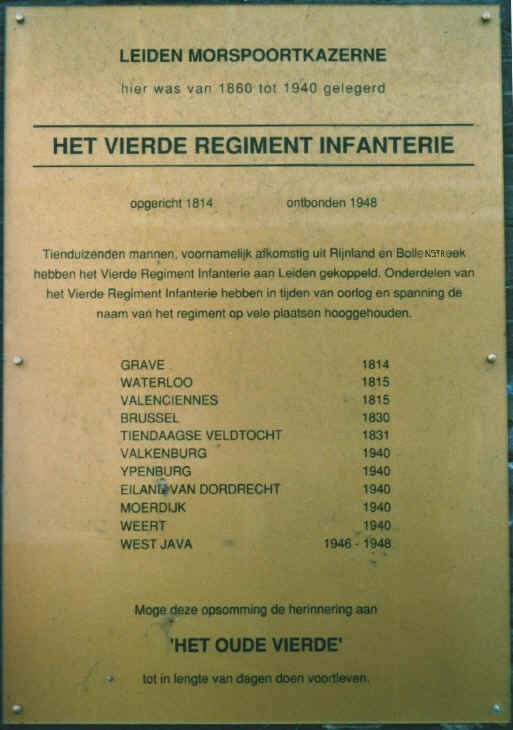 LEIDEN MORSPOORTKAZERNE
hier was van 1860 tot 1940 gelegerd
HET VIERDE REGIMENT INFANTERIE
opgericht 1814 ontbonden 1948
Tienduizenden mannen, voornamelijk afkomstig uit Rijnland en BolleNSTReek
hebben het Vierde Regiment Infanterie aan Leiden gekoppeld. Onderdelen van
het Vierde Regiment Infanterie hebben in tijden van oorlog en spanning de
naam van het regiment op vele plaatsen hooggehouden.
GRAVE 1814
WATERLOO 1815
VALENCIENNES 1815
BRUSSEL 1830
TIENDAAGSE VELDTOCHT 1831
VALKENBURG 1940
YPENBURG 1940
EILAND VAN DORDRECHT 1940
MOERDIJK 1940
WEERT 1940
WEST JAVA 1946 - 1948
Moge deze opsomming de herinnering aan
'HET OUDE VIERDE'
tot in lengte van dagen doen voortleven.